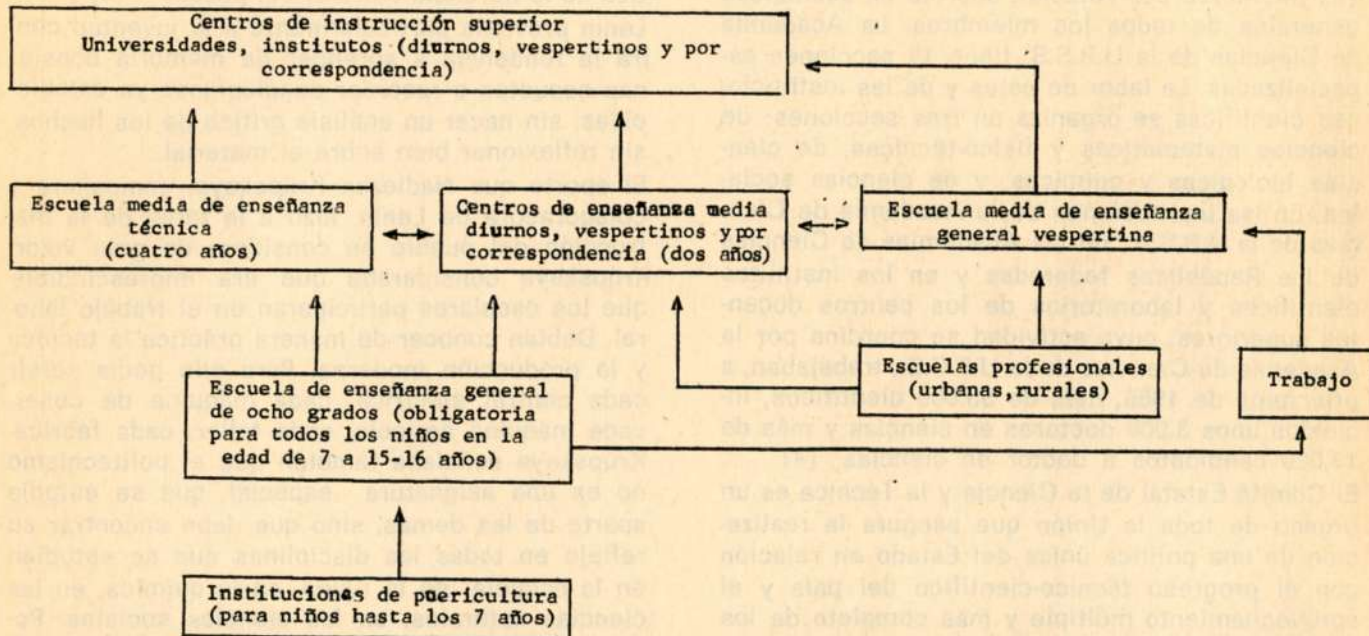 Centros de instrucción superior
Universidades, institutos (diurnos, vespertinos y por
correspondencia)
Escuela media de enseñanza
técnica
(cuatro años)
Centros de enseñanza media
diurnos, vespertinos y por
correspondencia (dos años)
Escuela media de enseñanza
general vespertina
Escuela de enseñanza general
de ocho grados (obligatoria
para todos los niños en la
edad de 7 a 15-16 años)
Escuelas profesionales
(urbanas, rurales)
Trabajo
Instituciones de puericultura
(para niños hasta los 7 años)